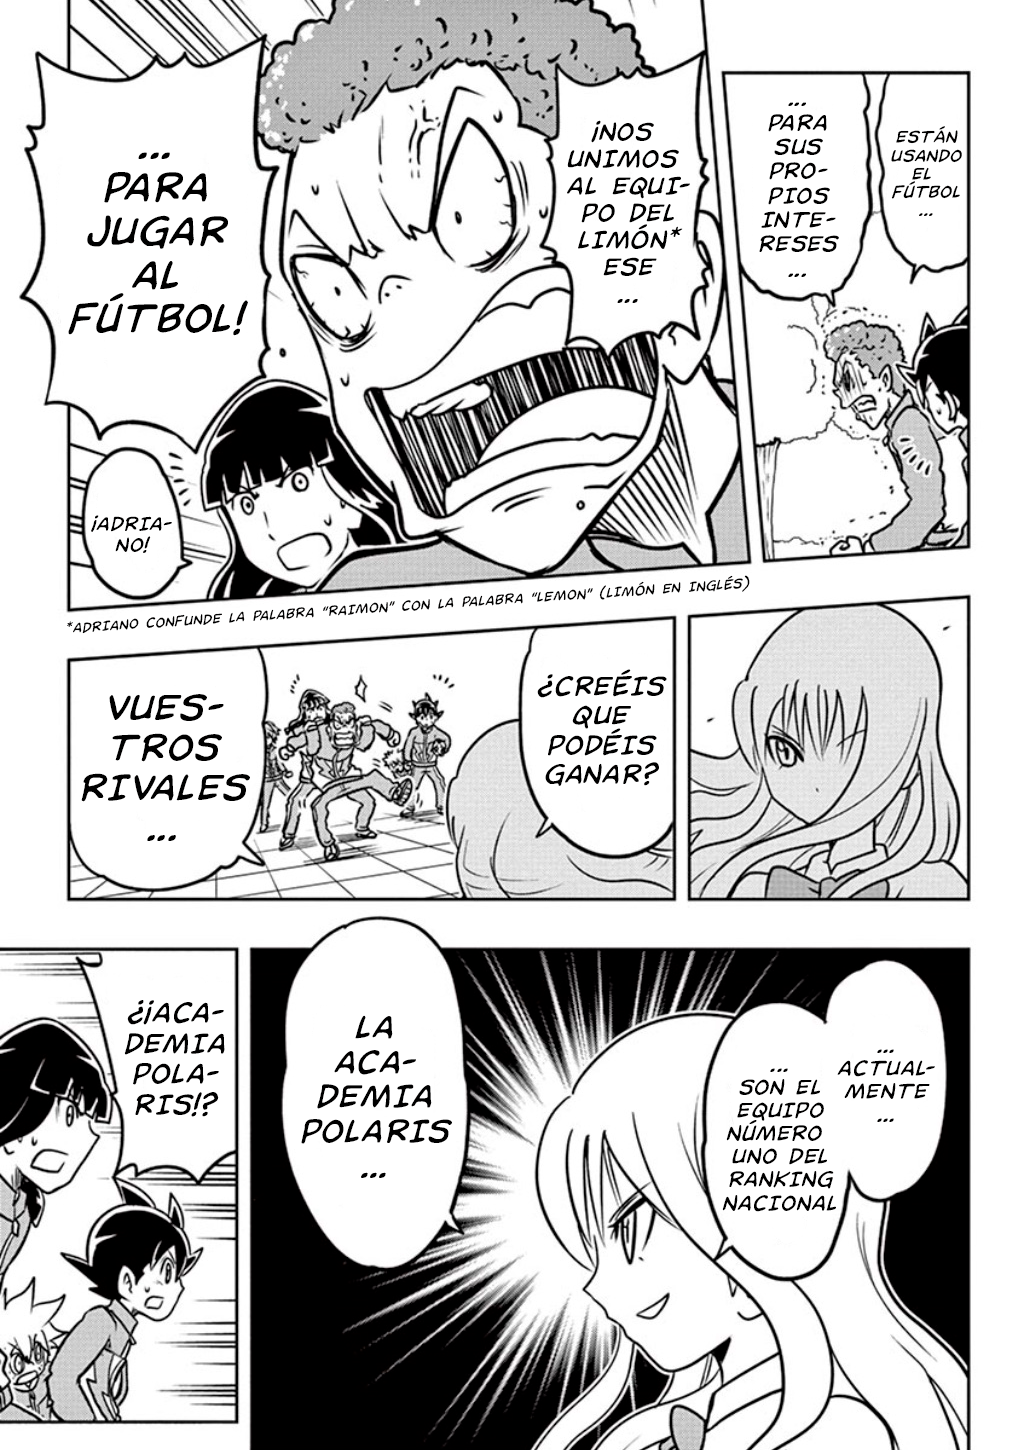 ESTÁN
USANDO
EL
FÚTBOL
...
...
PARA
SUS
PRO-
PIOS
INTE-
RESES
...
¡NOS
UNIMOS
AL EQUI-
PO DEL
LIMÓN*
ESE
...
...
PARA
JUGAR
AL
FÚTBOL!
¡ADRIA-
NO!
*ADRIANO CONFUNDE LA PALABRA "RAIMON" CON LA PALABRA "LEMON" (LIMÓN EN INGLÉS)
¿CREÉIS
QUE
PODÉIS
GANAR?
VUES-
TROS
RIVALES
...
...
ACTUAL-
MENTE
...
...
SON EL
EQUIPO
NÚMERO
UNO DEL
RANKING
NACIONAL
LA
ACA-
DEMIA
POLARIS
...
¿¡¡ACA-
DEMIA
POLA-
RIS!?